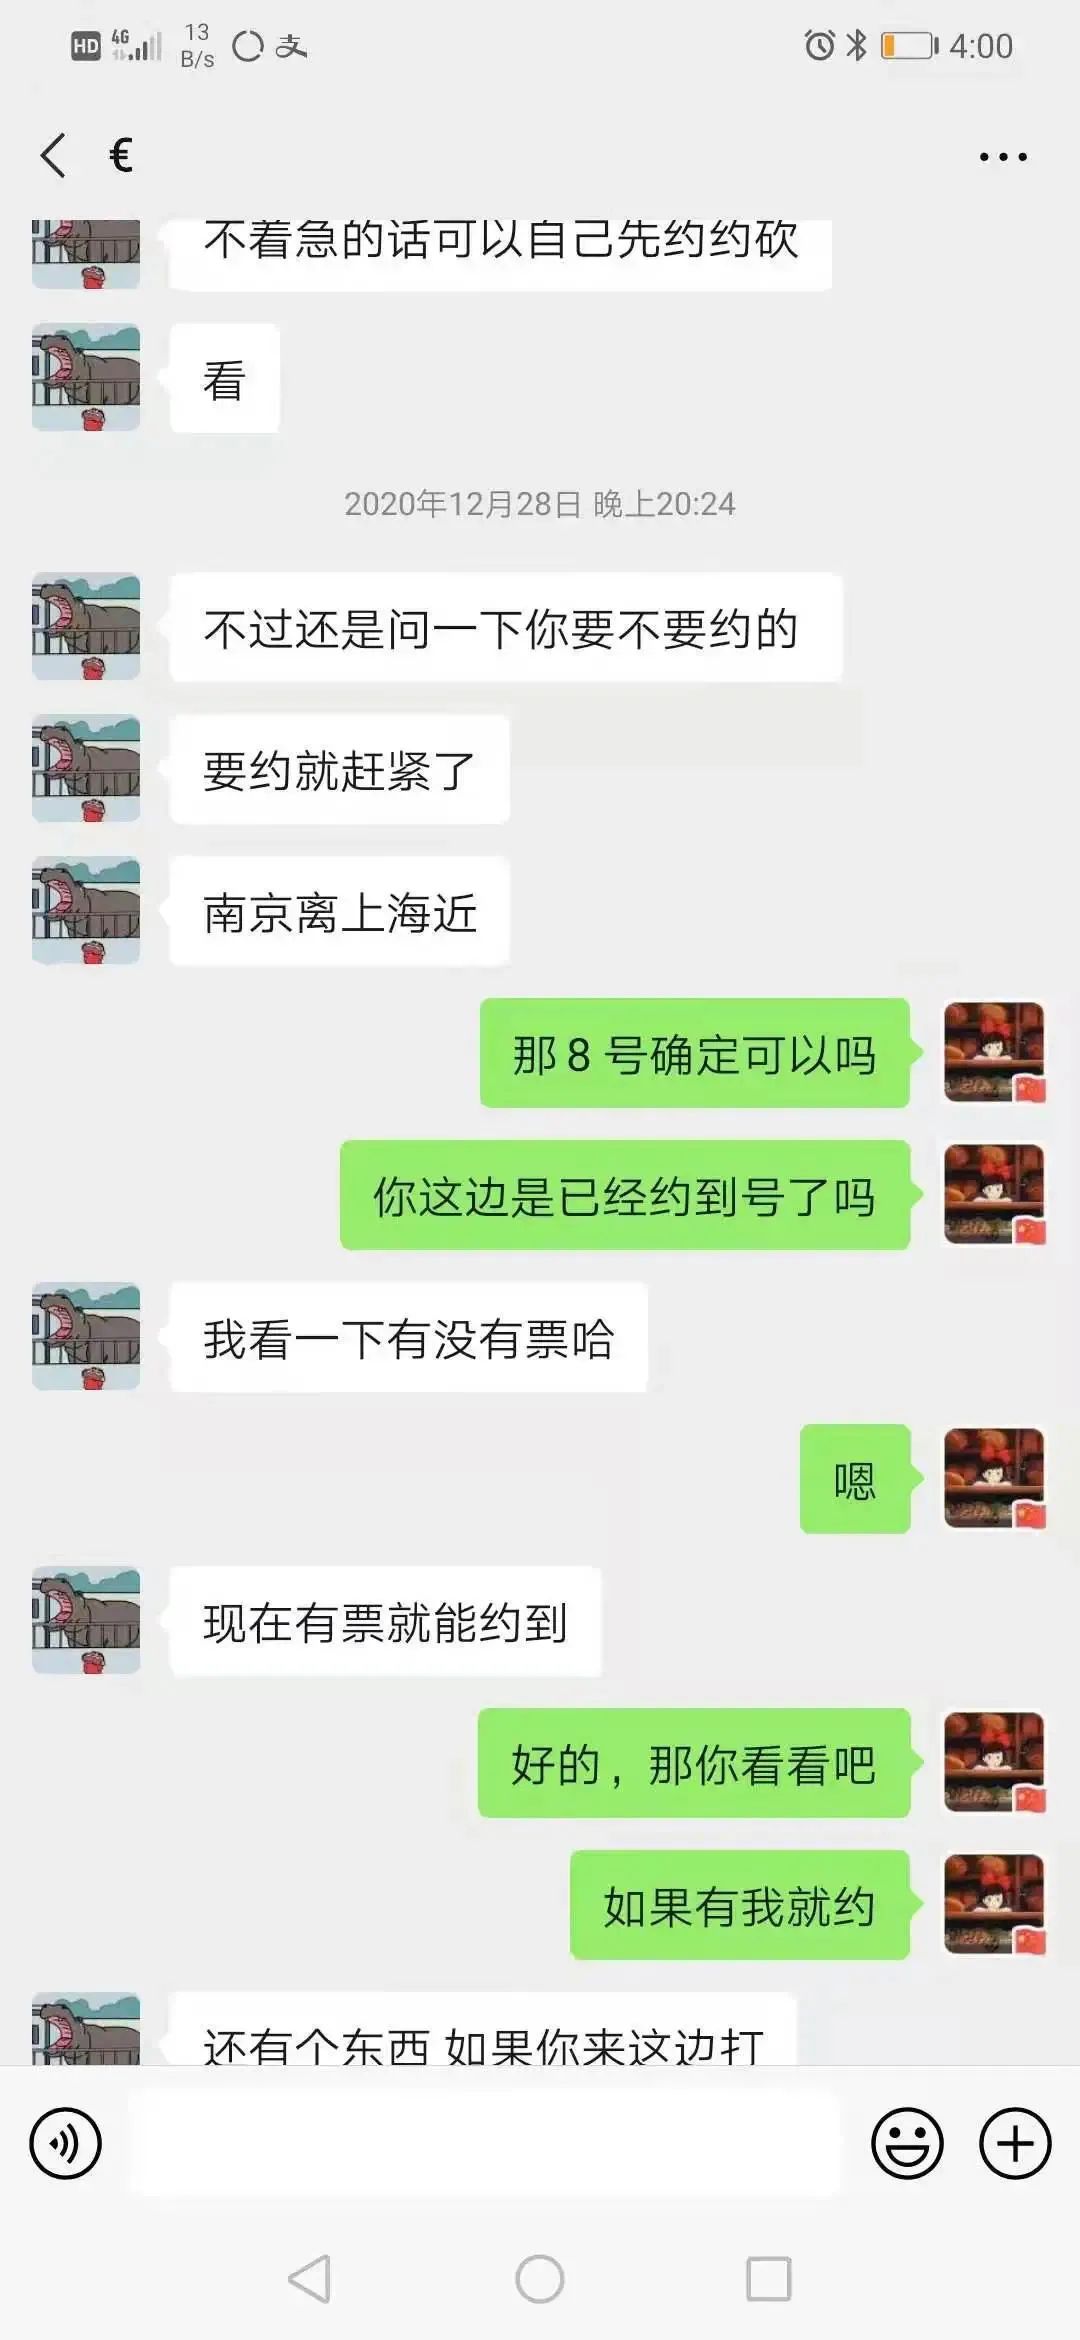 HD 4G 13 B/s 支 4:00
€
不着急的话可以自己先约约砍
看
2020年12月28日 晚上20:24
不过还是问一下你要不要约的
要约就赶紧了
南京离上海近
那 8 号确定可以吗
你这边是已经约到号了吗
我看一下有没有票哈
嗯
现在有票就能约到
好的，那你看看吧
如果有我就约
还有个东西 如果你来这边打